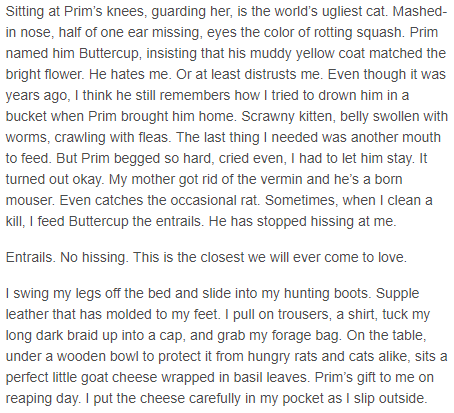 Sitting at Prim’s knees, guarding her, is the world’s ugliest cat. Mashed-
in nose, half of one ear missing, eyes the color of rotting squash. Prim
named him Buttercup, insisting that his muddy yellow coat matched the
bright flower. He hates me. Or at least distrusts me. Even though it was
years ago, I think he still remembers how I tried to drown him in a
bucket when Prim brought him home. Scrawny kitten, belly swollen with
worms, crawling with fleas. The last thing I needed was another mouth
to feed. But Prim begged so hard, cried even, I had to let him stay. It
turned out okay. My mother got rid of the vermin and he’s a born
mouser. Even catches the occasional rat. Sometimes, when I clean a
kill, I feed Buttercup the entrails. He has stopped hissing at me.
Entrails. No hissing. This is the closest we will ever come to love.
I swing my legs off the bed and slide into my hunting boots. Supple
leather that has molded to my feet. I pull on trousers, a shirt, tuck my
long dark braid up into a cap, and grab my forage bag. On the table,
under a wooden bowl to protect it from hungry rats and cats alike, sits a
perfect little goat cheese wrapped in basil leaves. Prim’s gift to me on
reaping day. I put the cheese carefully in my pocket as I slip outside.